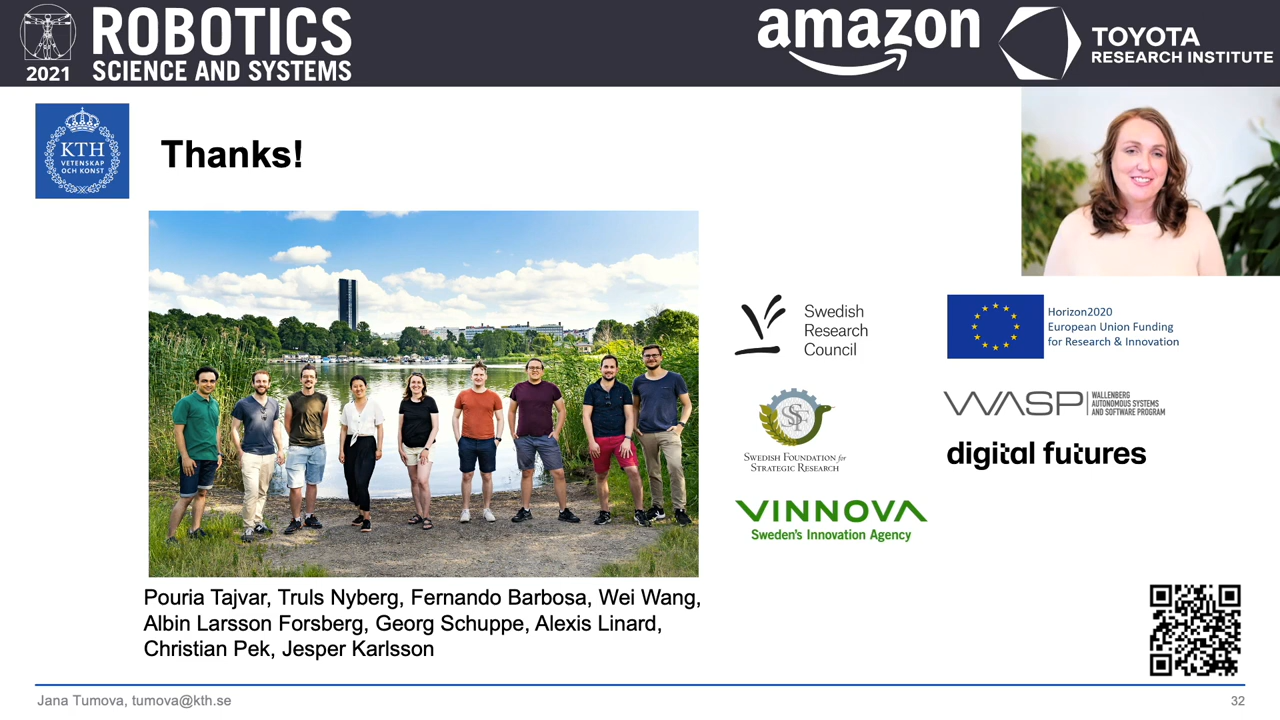 2021
ROBOTICS
SCIENCE AND SYSTEMS
amazon
TOYOTA
RESEARCH INSTITUTE
KTH
VETENSKAP
OCH KONST
Thanks!
Swedish
Research
Council
Horizon2020
European Union Funding
for Research & Innovation
SSF
SWEDISH FOUNDATION for
STRATEGIC RESEARCH
WASP
WALLENBERG
AUTONOMOUS SYSTEMS
AND SOFTWARE PROGRAM
digital futures
VINNOVA
Sweden's Innovation Agency
Pouria Tajvar, Truls Nyberg, Fernando Barbosa, Wei Wang,
Albin Larsson Forsberg, Georg Schuppe, Alexis Linard,
Christian Pek, Jesper Karlsson
Jana Tumova, tumova@kth.se
32